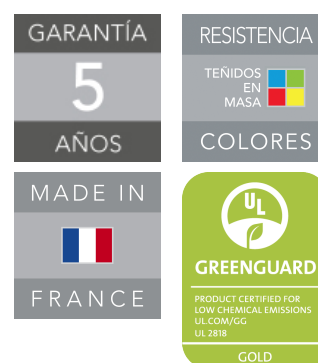 GARANTÍA
5
AÑOS
RESISTENCIA
TEÑIDOS
EN
MASA
COLORES
MADE IN
FRANCE
UL
GREENGUARD
PRODUCT CERTIFIED FOR
LOW CHEMICAL EMISSIONS
UL.COM/GG
UL 2818
GOLD